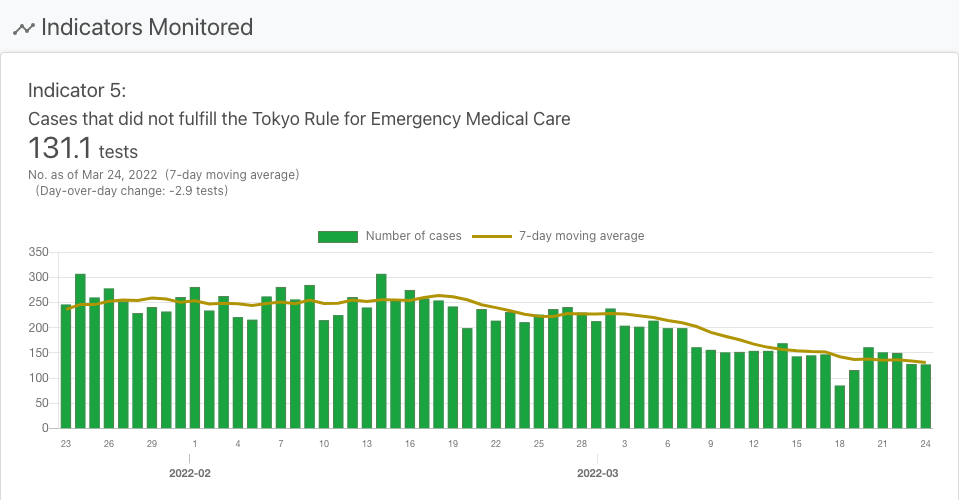 Indicators Monitored
Indicator 5:
Cases that did not fulfill the Tokyo Rule for Emergency Medical Care
131.1 tests
No. as of Mar 24, 2022 (7-day moving average)
(Day-over-day change: -2.9 tests)
Number of cases 7-day moving average
350
300
250
200
150
100
50
0
23 26 29 1 4 7 10 13 16 19 22 25 28 3 6 9 12 15 18 21 24
2022-02 2022-03